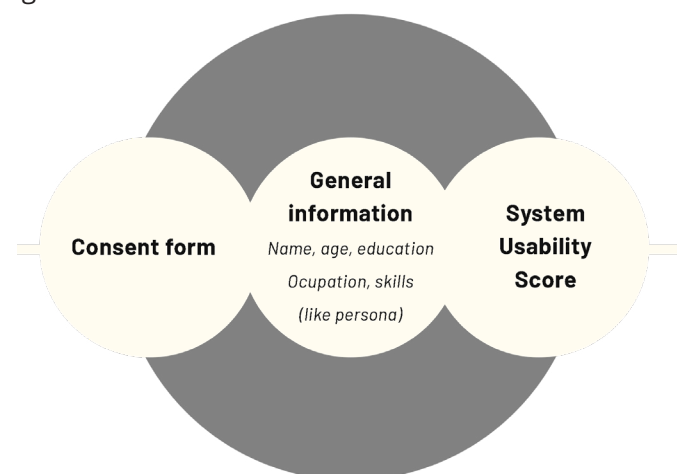 Consent form
General
information
Name, age, education
Ocupation, skills
(like persona)
System
Usability
Score